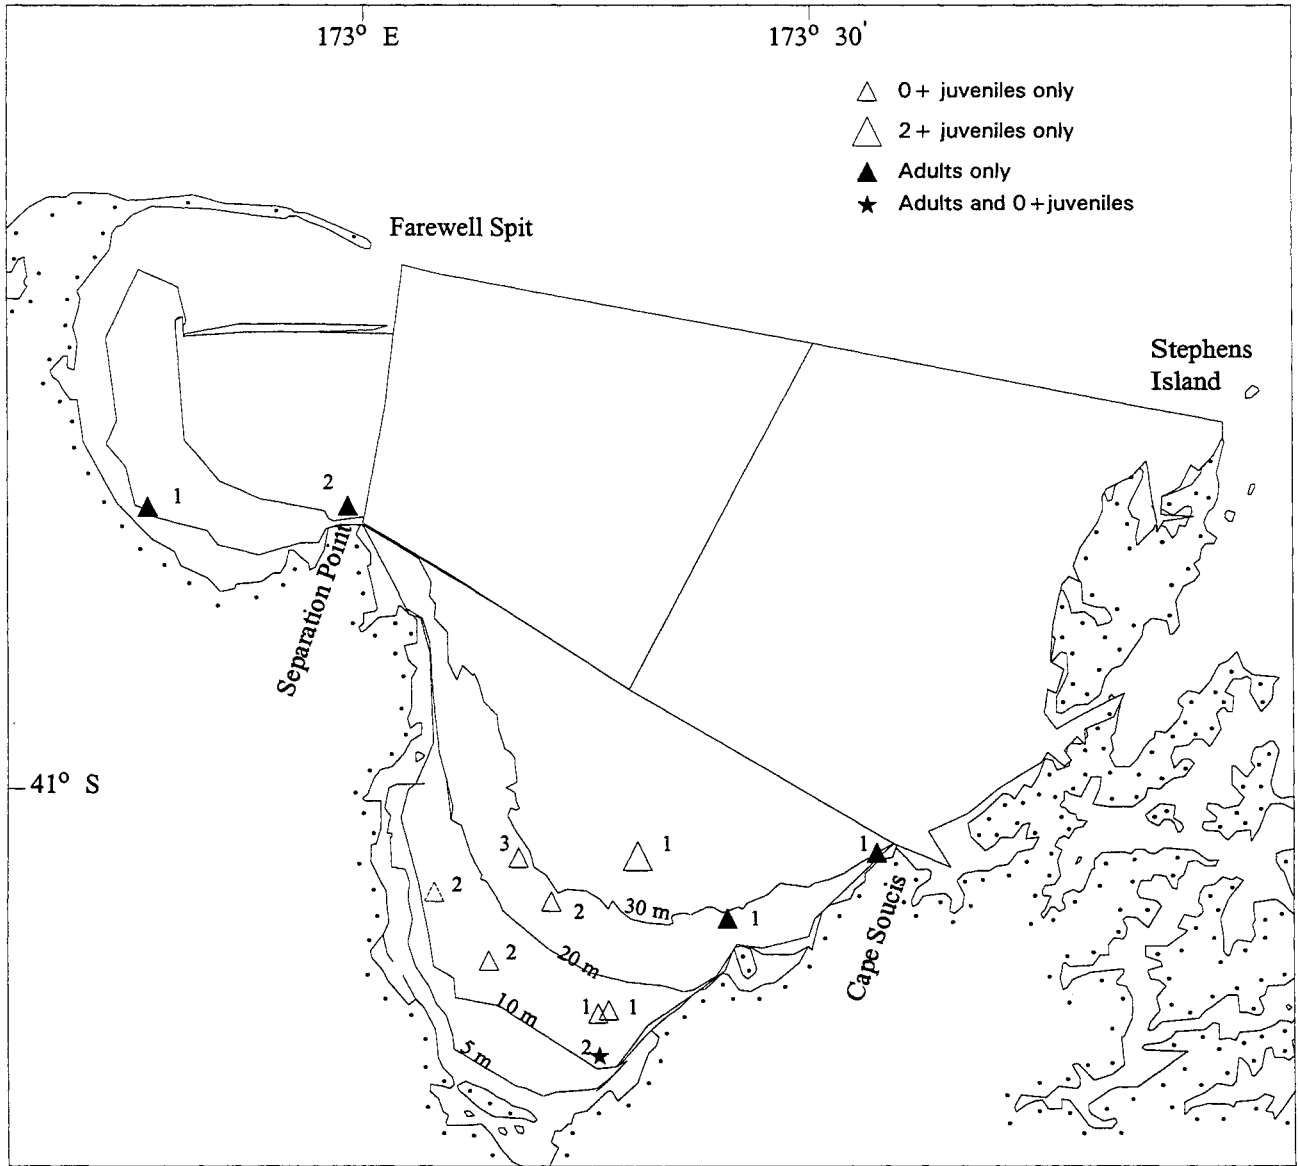 173° E
173° 30'
0+ juveniles only
2+ juveniles only
Adults only
Adults and 0+juveniles
Farewell Spit
Stephens
Island
1
2
Separation Point
41° S
3
1
1
2
2
30 m
1
Cape Soucis
2
20 m
10 m
1
1
2
5 m